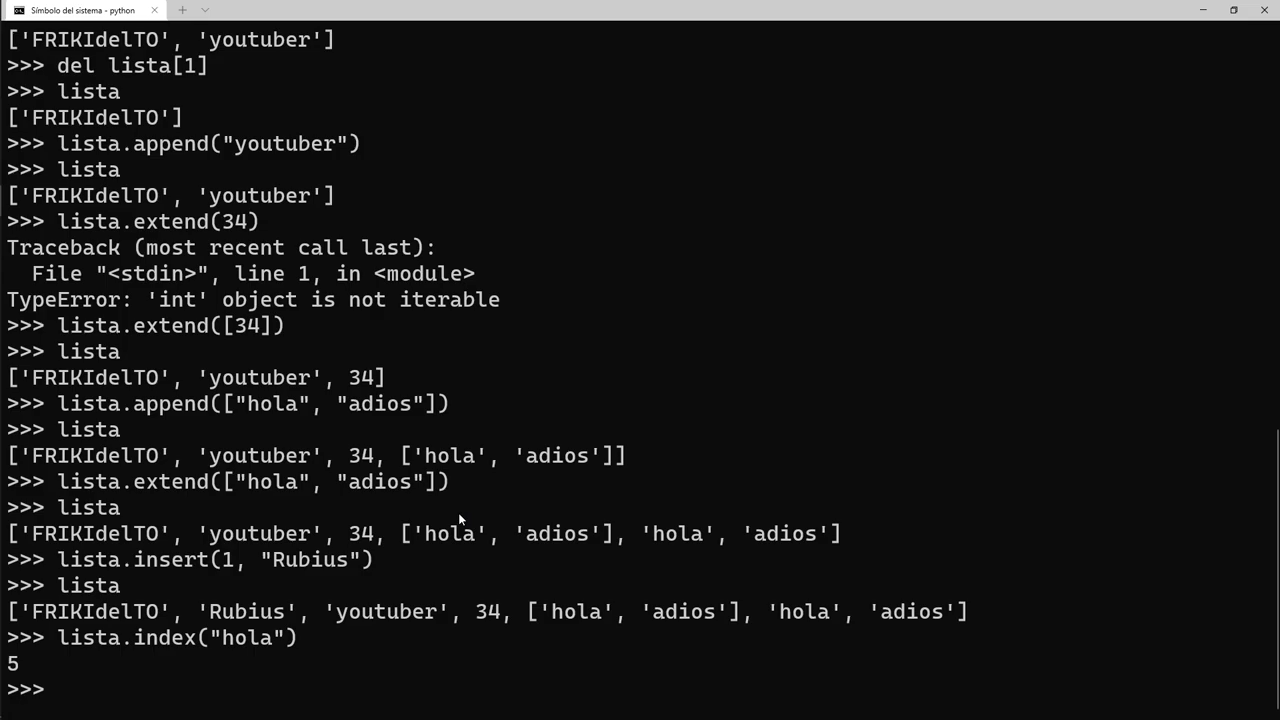 Símbolo del sistema - python
['FRIKIdelTO', 'youtuber']
>>> del lista[1]
>>> lista
['FRIKIdelTO']
>>> lista.append("youtuber")
>>> lista
['FRIKIdelTO', 'youtuber']
>>> lista.extend(34)
Traceback (most recent call last):
  File "<stdin>", line 1, in <module>
TypeError: 'int' object is not iterable
>>> lista.extend([34])
>>> lista
['FRIKIdelTO', 'youtuber', 34]
>>> lista.append(["hola", "adios"])
>>> lista
['FRIKIdelTO', 'youtuber', 34, ['hola', 'adios']]
>>> lista.extend(["hola", "adios"])
>>> lista
['FRIKIdelTO', 'youtuber', 34, ['hola', 'adios'], 'hola', 'adios']
>>> lista.insert(1, "Rubius")
>>> lista
['FRIKIdelTO', 'Rubius', 'youtuber', 34, ['hola', 'adios'], 'hola', 'adios']
>>> lista.index("hola")
5
>>>